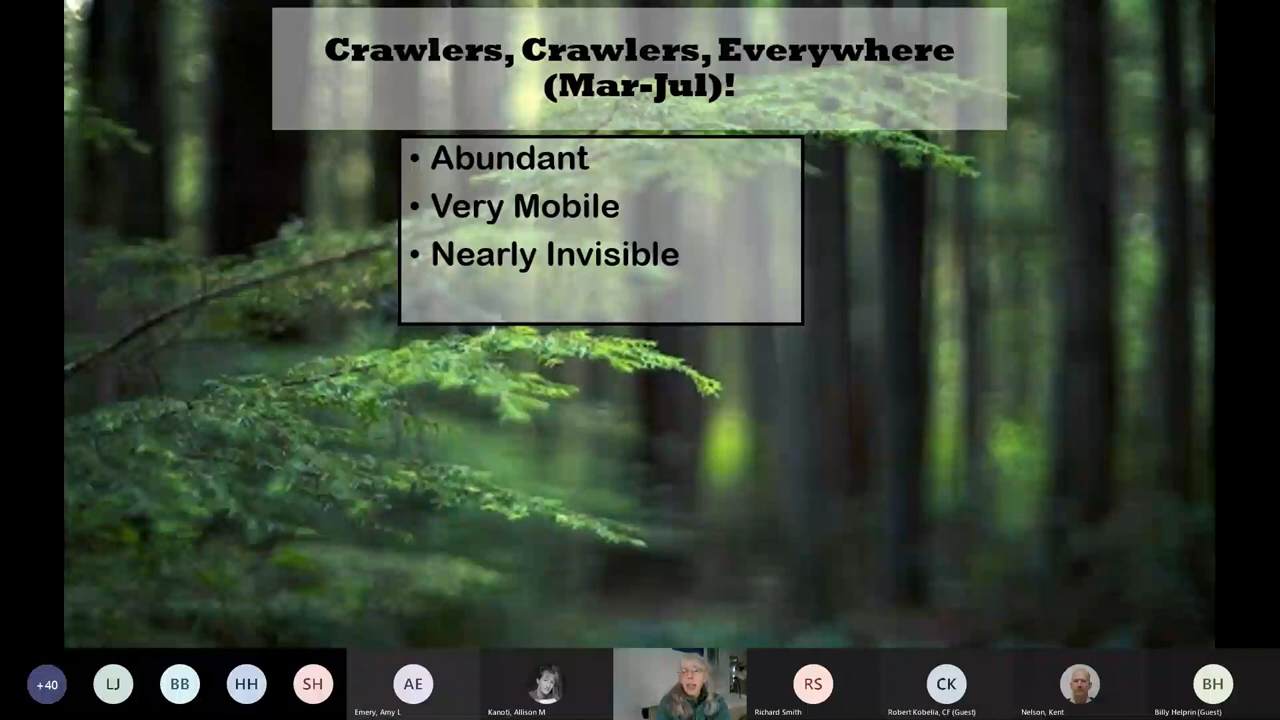 Crawlers, Crawlers, Everywhere
(Mar-Jul)!
• Abundant
• Very Mobile
• Nearly Invisible
+40
LJ
BB
HH
SH
AE
RS
CK
BH
Emery, Amy L
Kanoti, Allison M
Richard Smith
Robert Kobelia, CF (Guest)
Nelson, Kent
Billy Helprin (Guest)